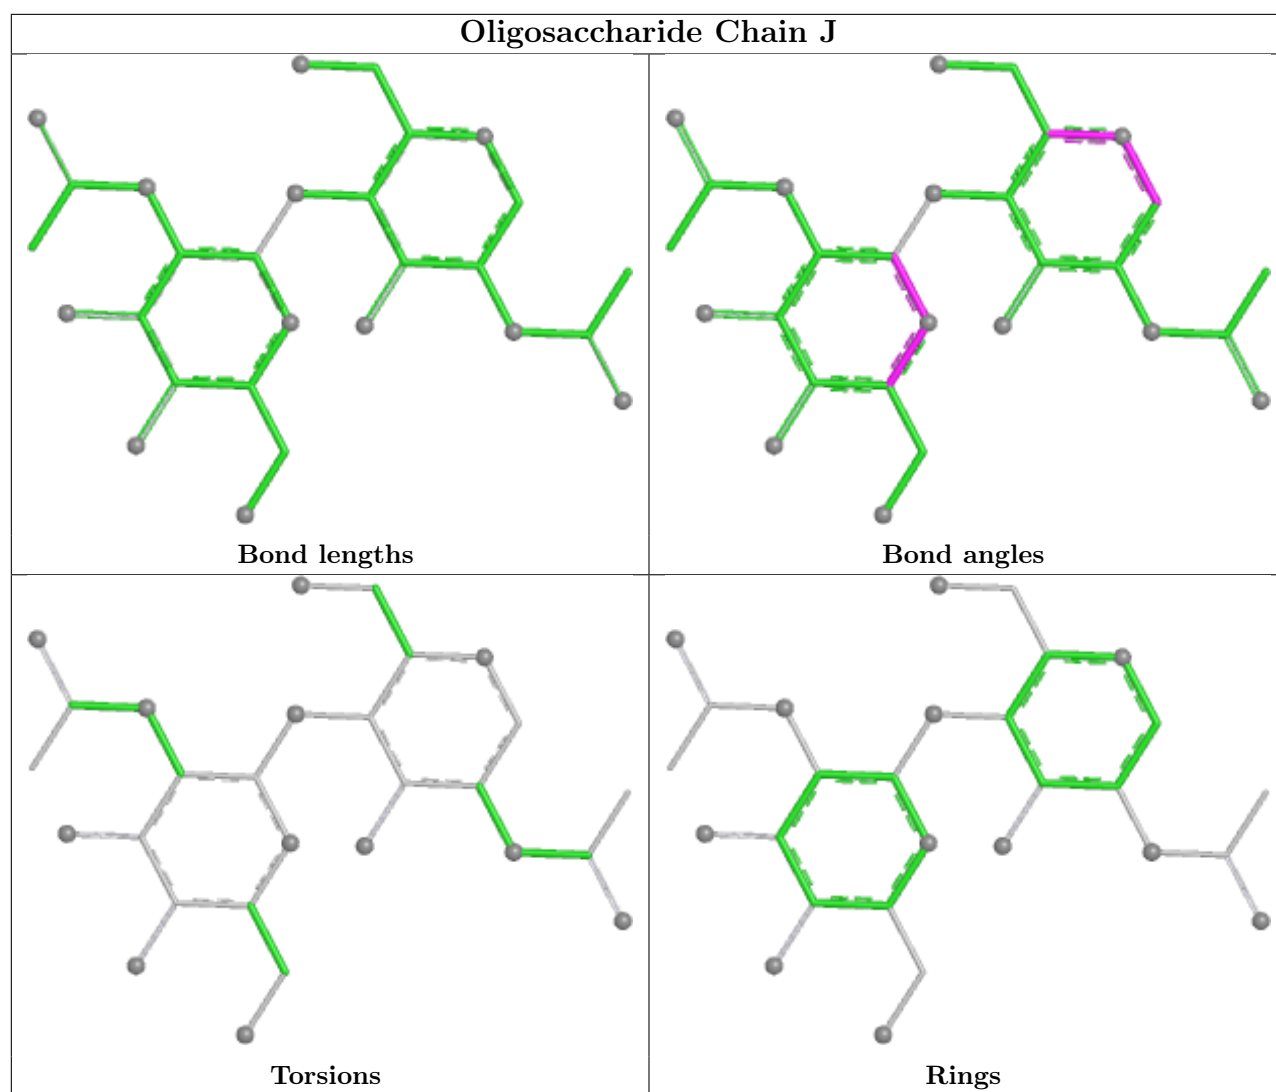 Oligosaccharide Chain J
Bond lengths
Bond angles
Torsions
Rings